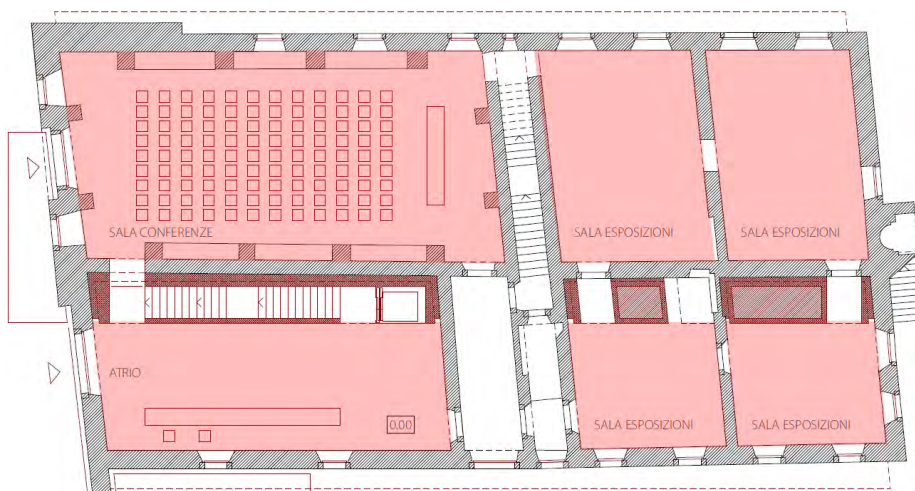 SALA CONFERENZE
SALA ESPOSIZIONI
SALA ESPOSIZIONI
ATRIO
0.00
SALA ESPOSIZIONI
SALA ESPOSIZIONI